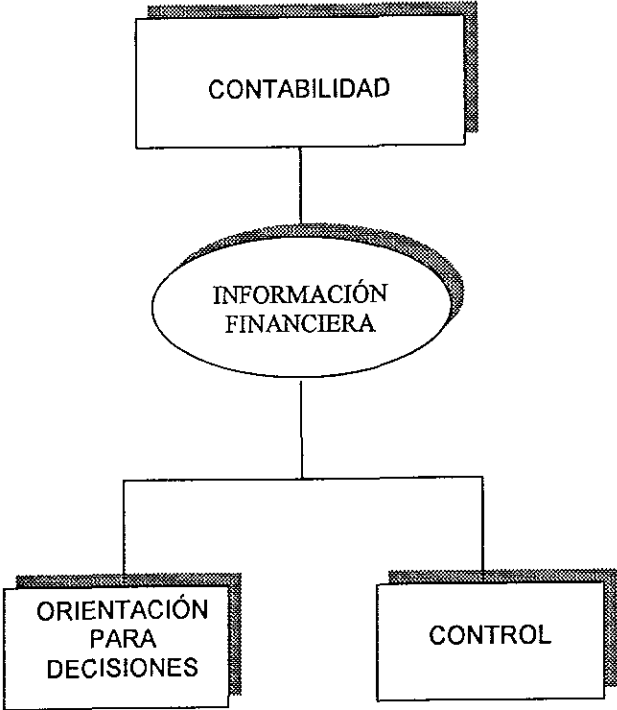 CONTABILIDAD
INFORMACIÓN
FINANCIERA
ORIENTACIÓN
PARA
DECISIONES
CONTROL